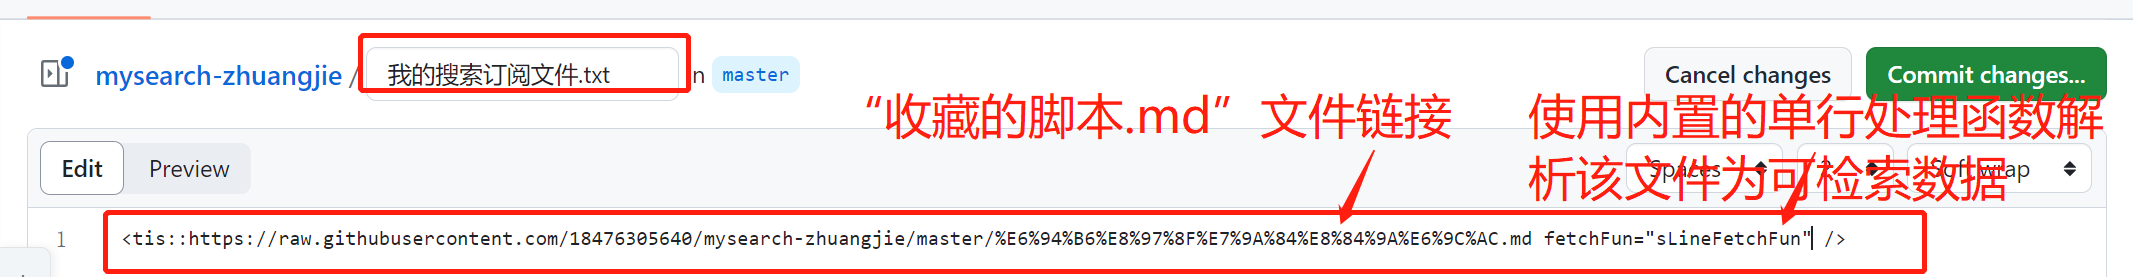 mysearch-zhuangjie / 我的搜索订阅文件.txt in master
Cancel changes
Commit changes...
“收藏的脚本.md”文件链接
使用内置的单行处理函数解
析该文件为可检索数据
Edit
Preview
Spaces
2
Soft wrap
1
<tis::https://raw.githubusercontent.com/18476305640/mysearch-zhuangjie/master/%E6%94%B6%E8%97%8F%E7%9A%84%E8%84%9A%E6%9C%AC.md fetchFun="sLineFetchFun" />